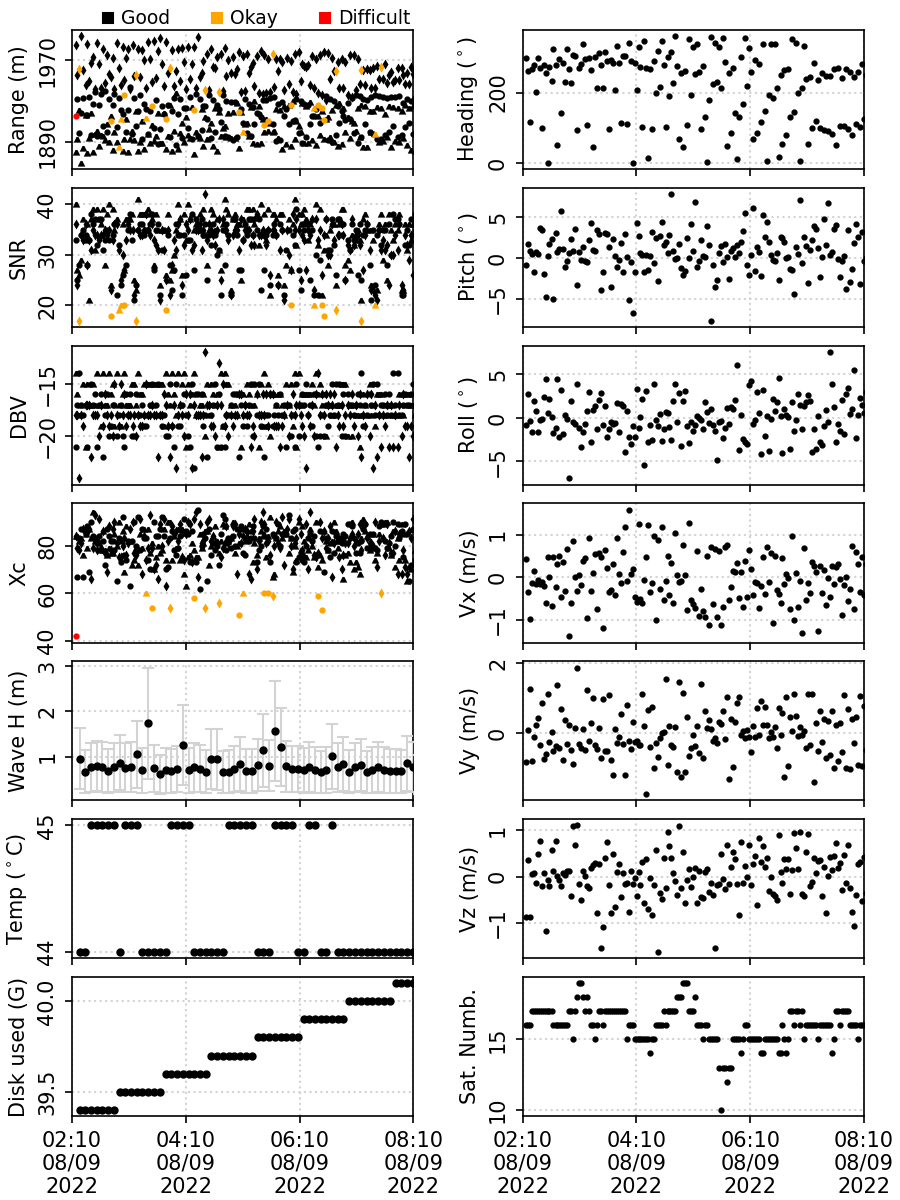 Good Okay Difficult
Range (m)
1970
1890
Heading (°)
200
0
SNR
40
30
20
Pitch (°)
5
0
−5
DBV
−15
−20
Roll (°)
5
0
−5
Xc
80
60
40
Vx (m/s)
1
0
−1
Wave H (m)
3
2
1
Vy (m/s)
2
0
Temp (°C)
45
44
Vz (m/s)
1
0
−1
Disk used (G)
40.0
39.5
Sat. Numb.
15
10
02:10 04:10 06:10 08:10
08/09 08/09 08/09 08/09
2022 2022 2022 2022
02:10 04:10 06:10 08:10
08/09 08/09 08/09 08/09
2022 2022 2022 2022